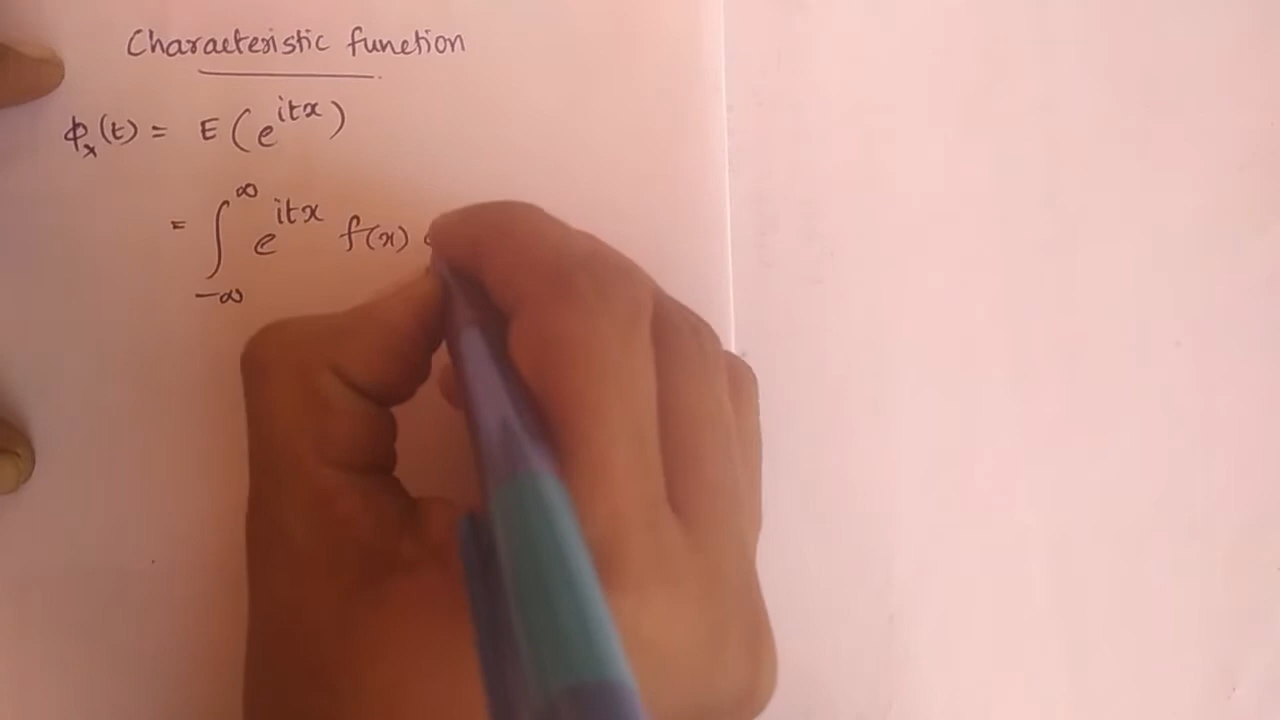 Characteristic function
ϕₓ(t) = E(e^{itx})
= ∫_{-∞}^{∞} e^{itx} f(x)